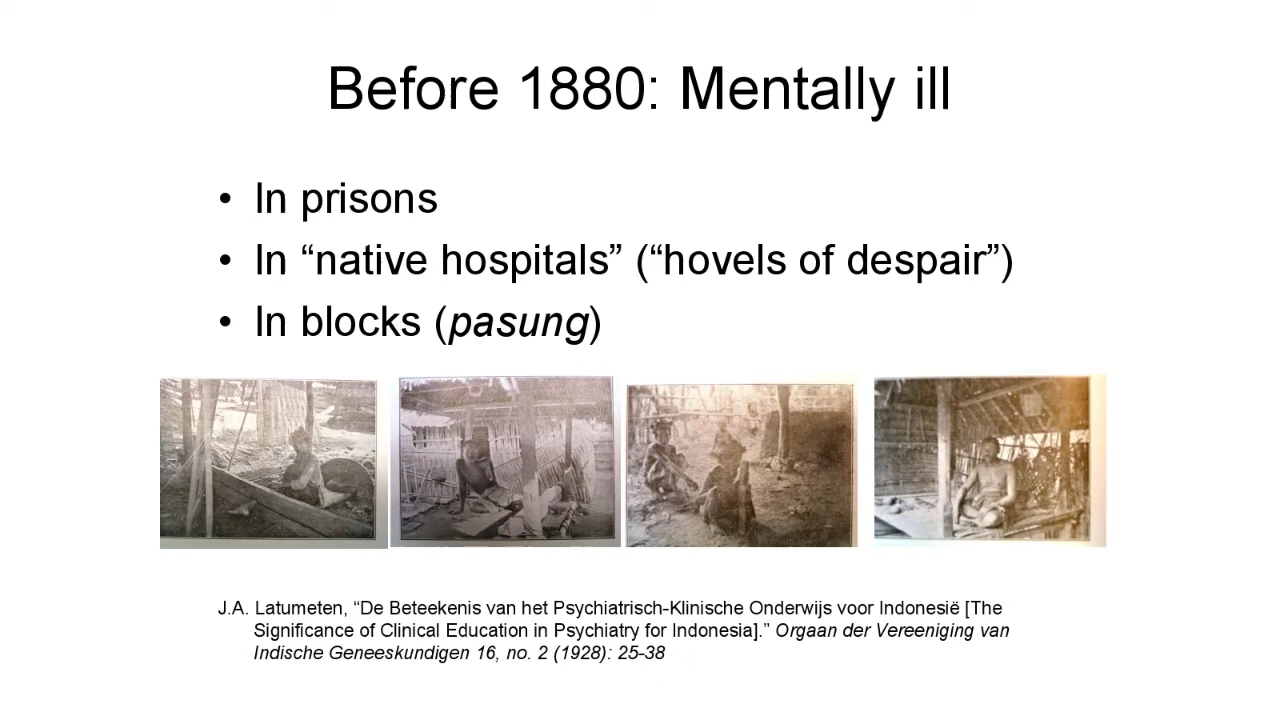 Before 1880: Mentally ill
• In prisons
• In “native hospitals” (“hovels of despair”)
• In blocks (pasung)
J.A. Latumeten, “De Beteekenis van het Psychiatrisch-Klinische Onderwijs voor Indonesië [The
Significance of Clinical Education in Psychiatry for Indonesia].” Orgaan der Vereeniging van
Indische Geneeskundigen 16, no. 2 (1928): 25-38